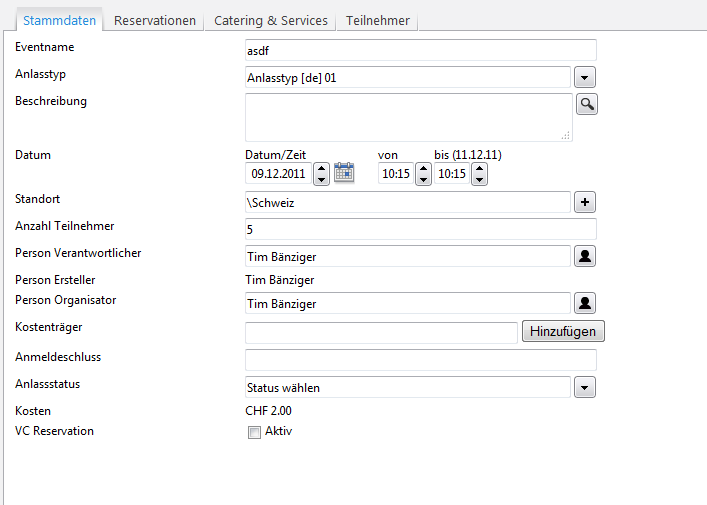 Stammdaten Reservationen Catering & Services Teilnehmer
Eventname asdf
Anlasstyp Anlasstyp [de] 01
Beschreibung
Datum Datum/Zeit von bis (11.12.11)
09.12.2011 10:15 10:15
Standort \Schweiz
Anzahl Teilnehmer 5
Person Verantwortlicher Tim Bänziger
Person Ersteller Tim Bänziger
Person Organisator Tim Bänziger
Kostenträger Hinzufügen
Anmeldeschluss
Anlassstatus Status wählen
Kosten CHF 2.00
VC Reservation Aktiv